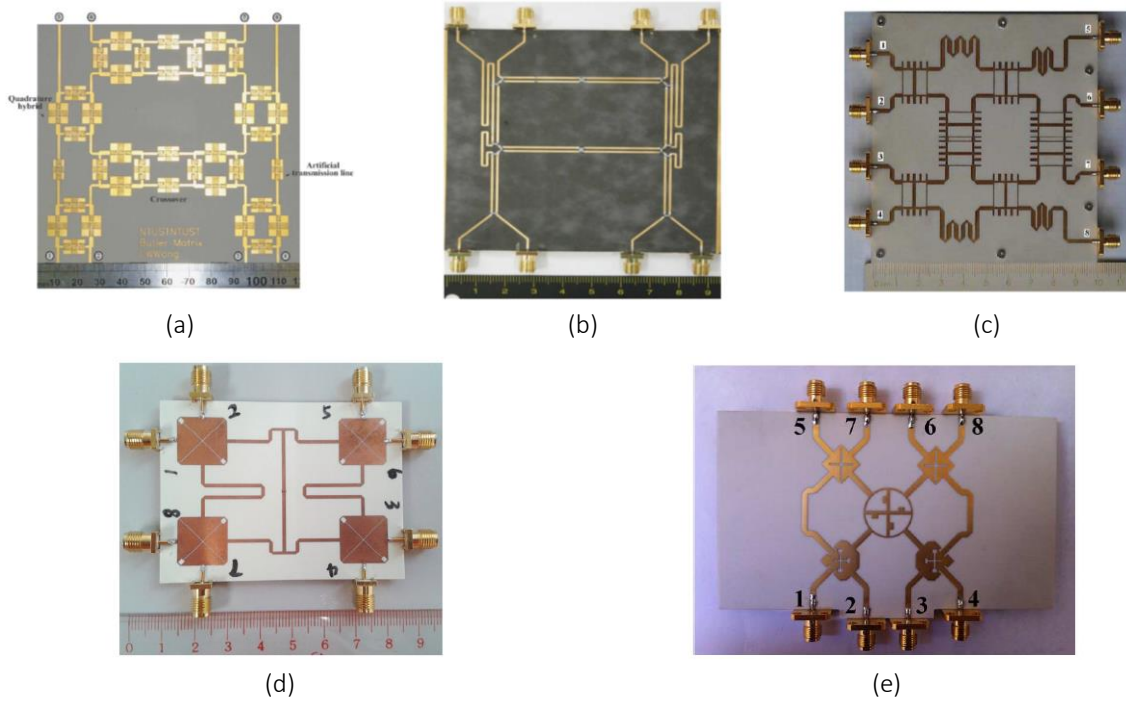 Quadrature
hybrid
Artificial
transmission line
Crossover
NTUSTNTUST
Butler Matrix
10 20 30 40 50 60 70 80 90 100 110
(a)
1 2 3 4 5 6 7 8 9
(b)
1
2
3
4
5
6
7
8
(c)
2 5
1 6
8 3
7 4
0 1 2 3 4 5 6 7 8 9
(d)
5 7 6 8
1 2 3 4
(e)